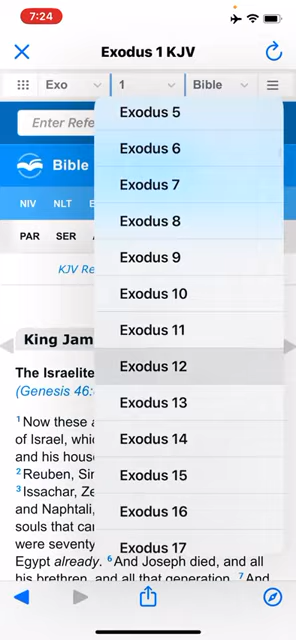 7:24
Exodus 1 KJV
Exo
1
Bible
Enter Refe
Bible
NIV NLT
PAR SER
KJV Re
King Jam
The Israelite
(Genesis 46:
1 Now these a
of Israel, whic
and his hous
2 Reuben, Sim
3 Issachar, Ze
and Naphtali,
souls that ca
were seventy
Egypt already. 6 And Joseph died, and all
his brethren, and all that generation. 7 And
Exodus 5
Exodus 6
Exodus 7
Exodus 8
Exodus 9
Exodus 10
Exodus 11
Exodus 12
Exodus 13
Exodus 14
Exodus 15
Exodus 16
Exodus 17